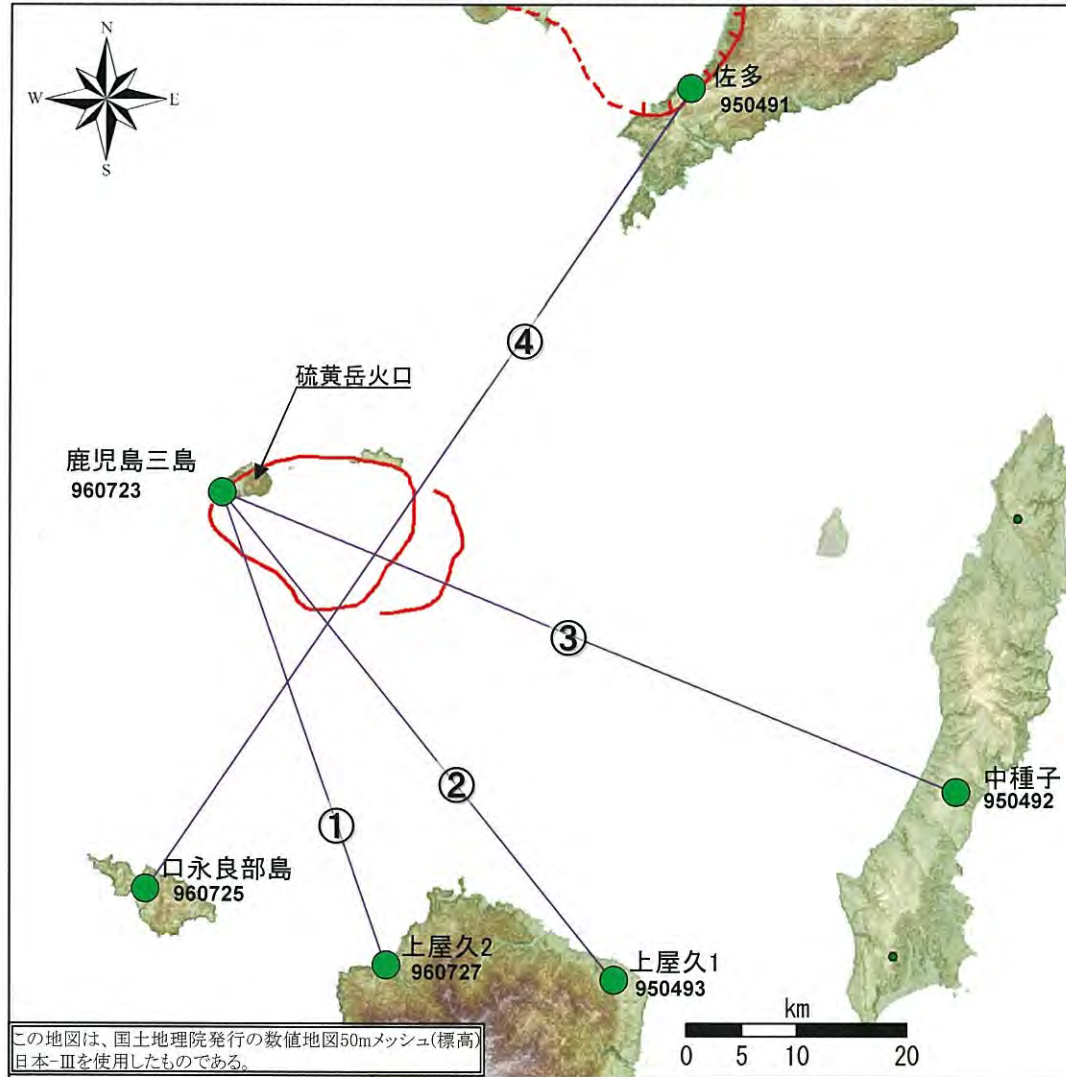 N
W E
S
佐多
950491
④
硫黄岳火口
鹿児島三島
960723
③
②
中種子
950492
①
口永良部島
960725
上屋久2
960727
上屋久1
950493
km
0 5 10 20
この地図は、国土地理院発行の数値地図50mメッシュ(標高)
日本-Ⅲを使用したものである。